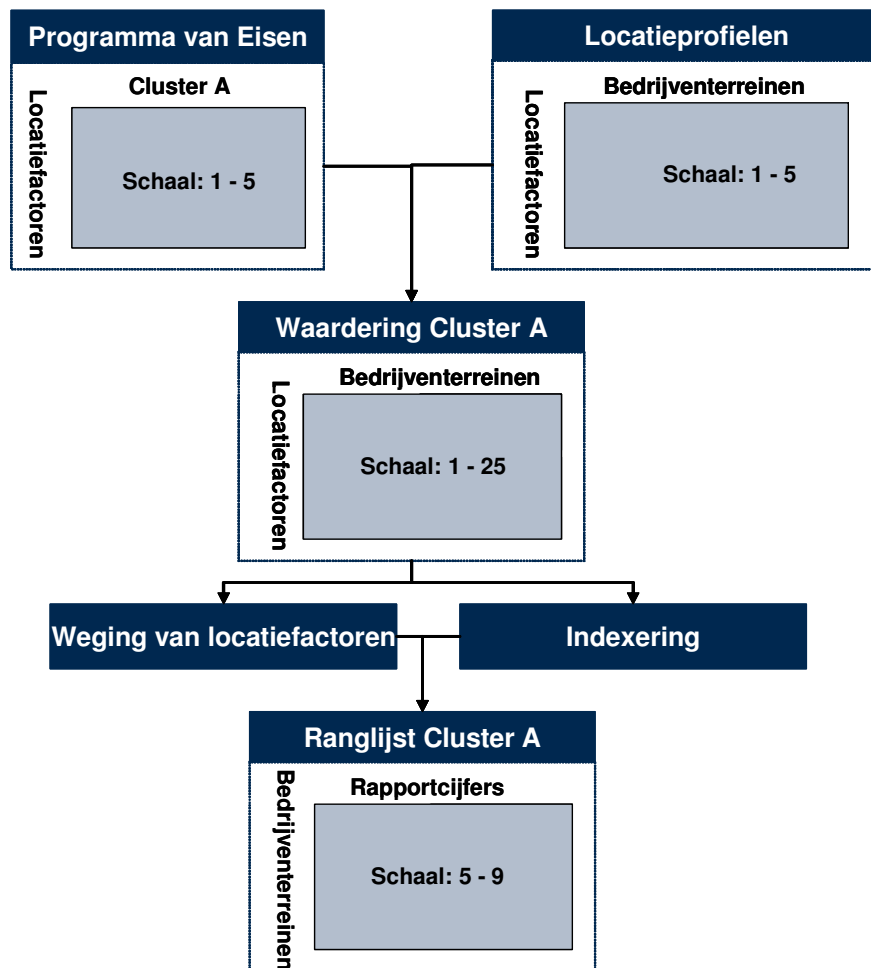 Programma van Eisen
Cluster A
Locatiefactoren
Schaal: 1 - 5
Locatieprofielen
Bedrijventerreinen
Locatiefactoren
Schaal: 1 - 5
Waardering Cluster A
Bedrijventerreinen
Locatiefactoren
Schaal: 1 - 25
Weging van locatiefactoren
Indexering
Ranglijst Cluster A
Rapportcijfers
Bedrijventerreinen
Schaal: 5 - 9